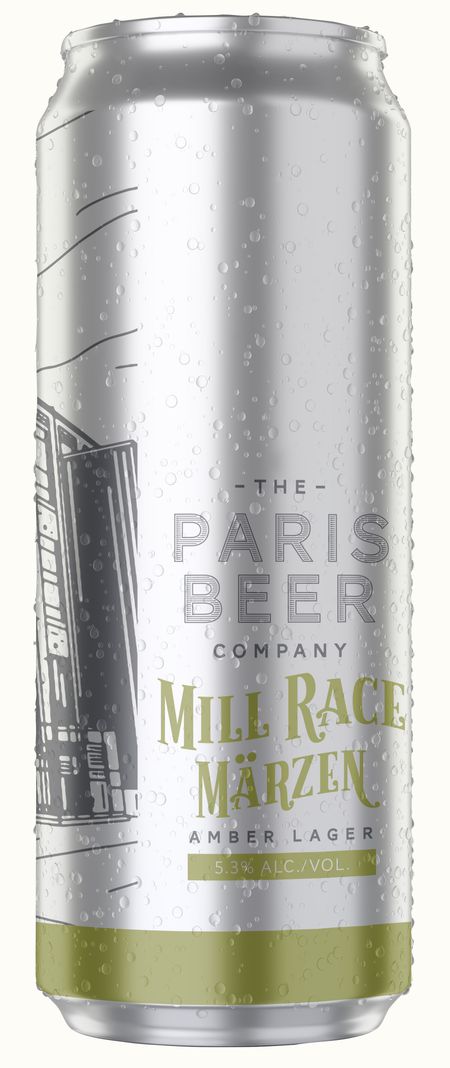 -THE-
PARIS
BEER
COMPANY
MILL RACE
MÄRZEN
AMBER LAGER
5.3% ALC./VOL.